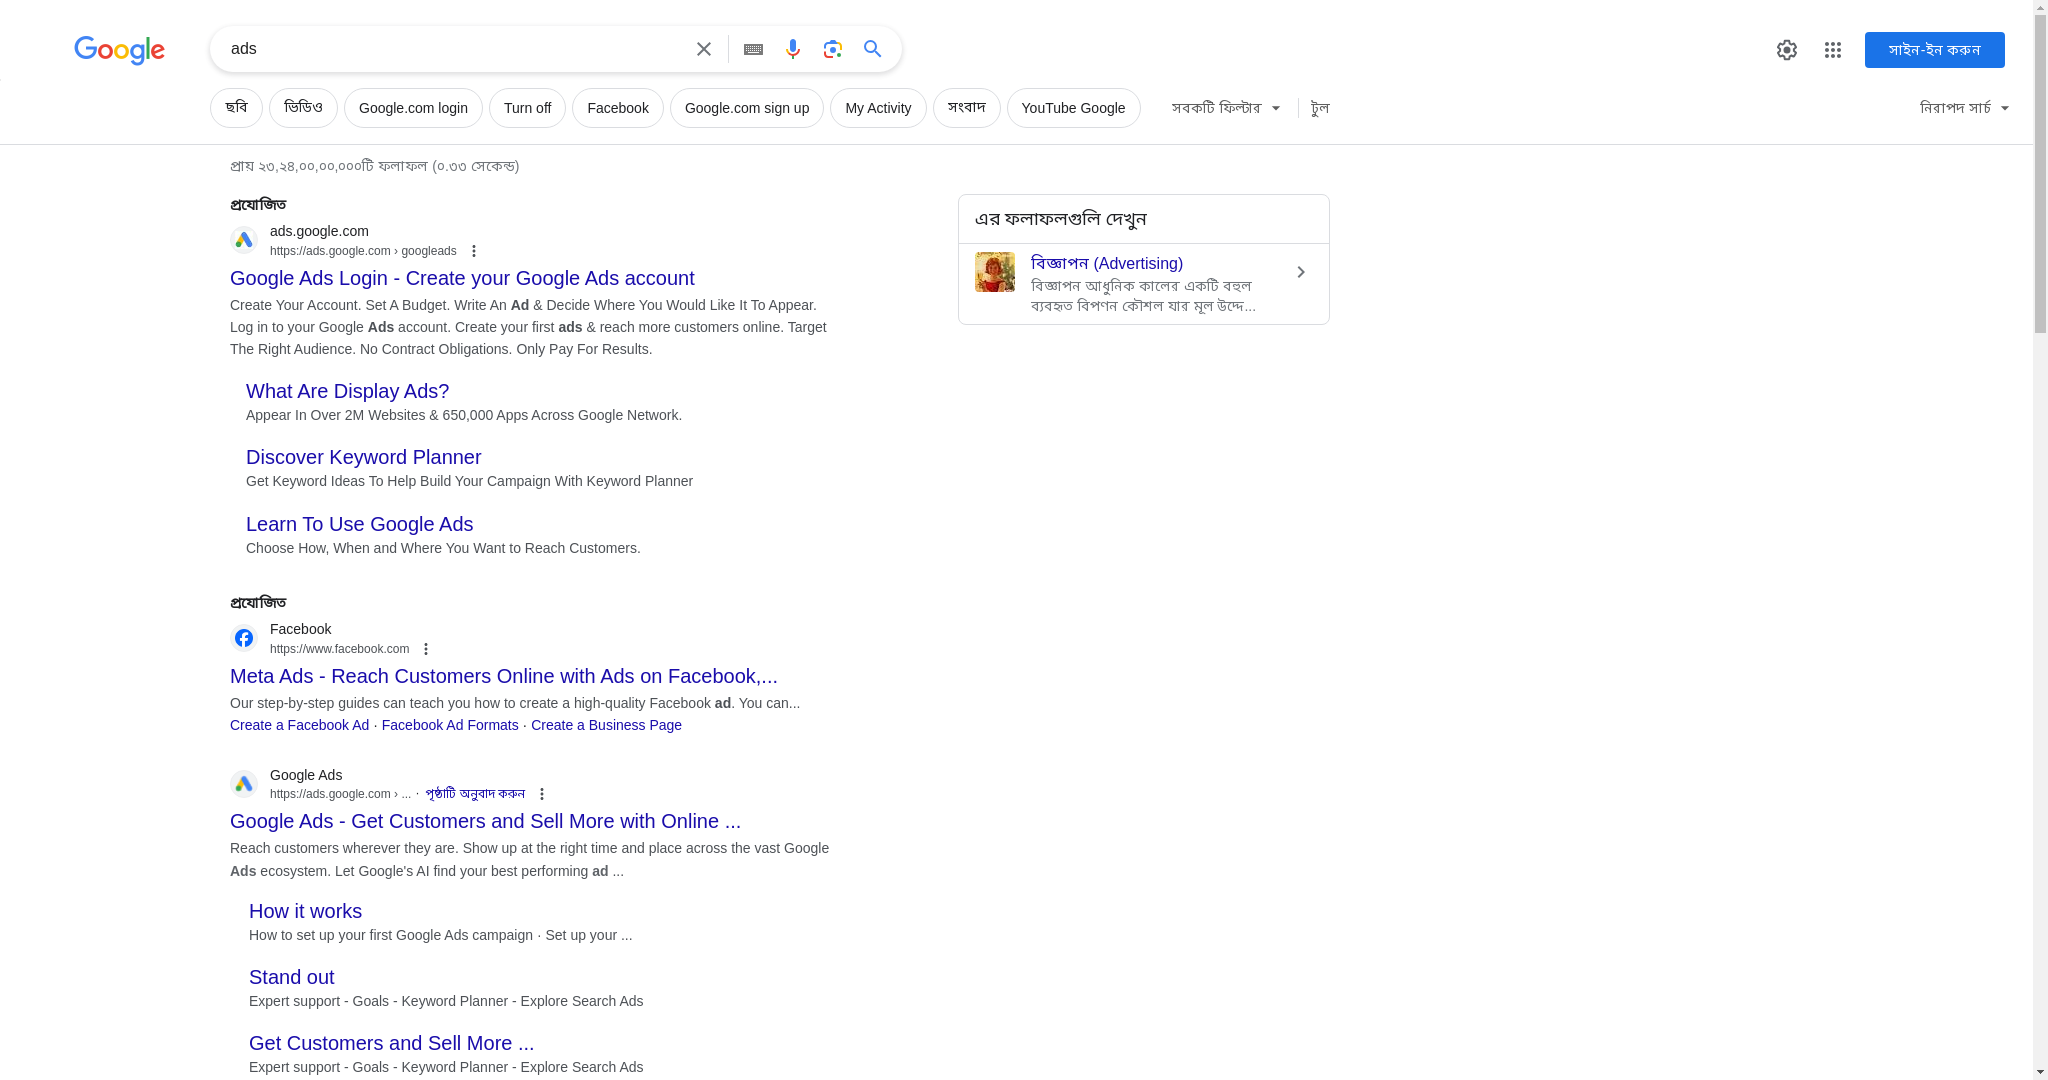 Google
ads
সাইন-ইন করুন
ছবি
ভিডিও
Google.com login
Turn off
Facebook
Google.com sign up
My Activity
সংবাদ
YouTube Google
সবকটি ফিল্টার
টুল
নিরাপদ সার্চ
প্রায় ২৩,২৪,০০,০০,০০০টি ফলাফল (০.৩৩ সেকেন্ড)
প্রযোজিত
ads.google.com
https://ads.google.com › googleads
Google Ads Login - Create your Google Ads account
Create Your Account. Set A Budget. Write An Ad & Decide Where You Would Like It To Appear.
Log in to your Google Ads account. Create your first ads & reach more customers online. Target
The Right Audience. No Contract Obligations. Only Pay For Results.
What Are Display Ads?
Appear In Over 2M Websites & 650,000 Apps Across Google Network.
Discover Keyword Planner
Get Keyword Ideas To Help Build Your Campaign With Keyword Planner
Learn To Use Google Ads
Choose How, When and Where You Want to Reach Customers.
প্রযোজিত
Facebook
https://www.facebook.com
Meta Ads - Reach Customers Online with Ads on Facebook,...
Our step-by-step guides can teach you how to create a high-quality Facebook ad. You can...
Create a Facebook Ad · Facebook Ad Formats · Create a Business Page
Google Ads
https://ads.google.com › ... · পৃষ্ঠাটি অনুবাদ করুন
Google Ads - Get Customers and Sell More with Online ...
Reach customers wherever they are. Show up at the right time and place across the vast Google
Ads ecosystem. Let Google's AI find your best performing ad ...
How it works
How to set up your first Google Ads campaign · Set up your ...
Stand out
Expert support - Goals - Keyword Planner - Explore Search Ads
Get Customers and Sell More ...
Expert support - Goals - Keyword Planner - Explore Search Ads
এর ফলাফলগুলি দেখুন
বিজ্ঞাপন (Advertising)
বিজ্ঞাপন আধুনিক কালের একটি বহুল
ব্যবহৃত বিপণন কৌশল যার মূল উদ্দে...